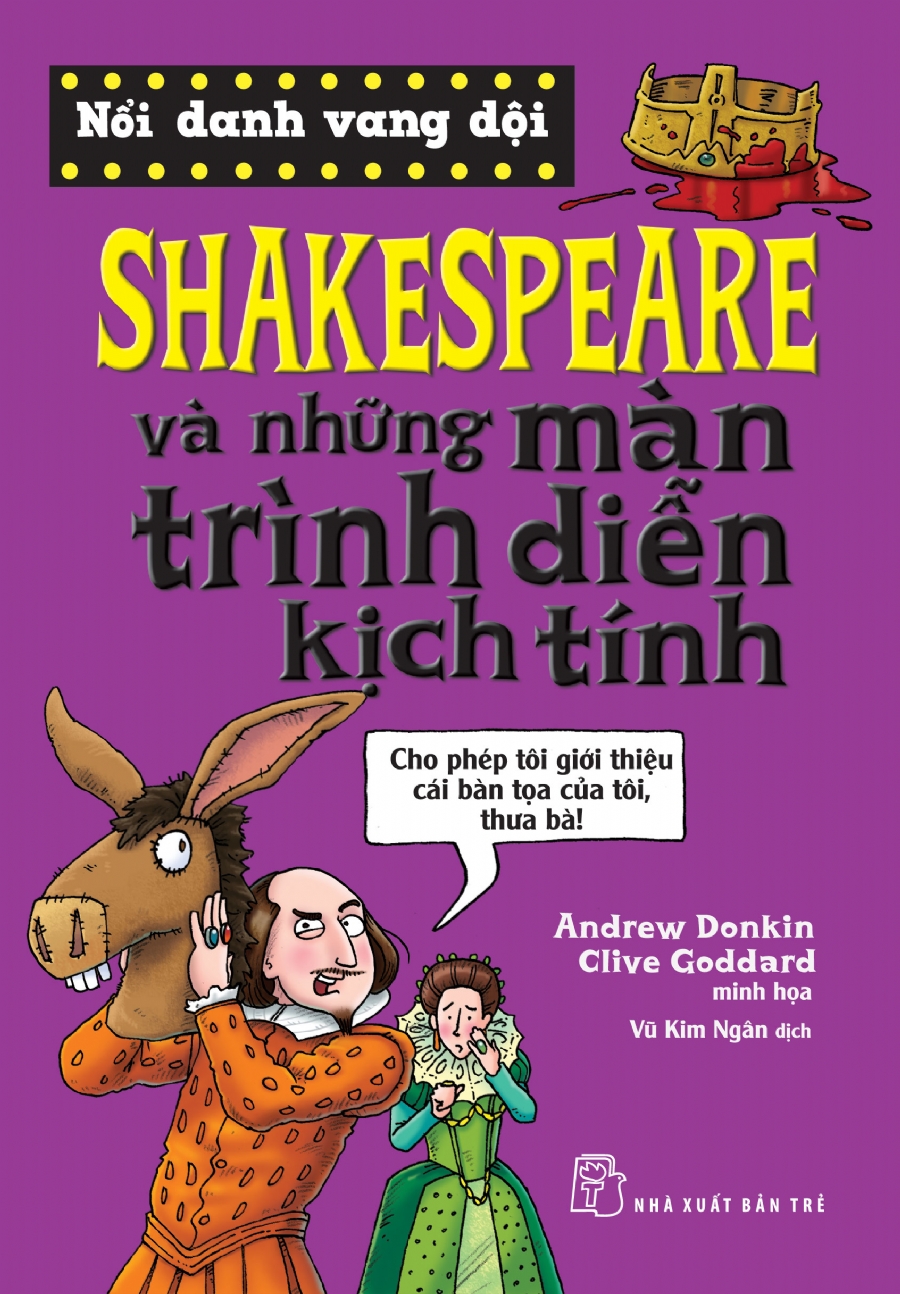 Nổi danh vang dội
SHAKESPEARE
và những màn
trình diễn
kịch tính
Cho phép tôi giới thiệu
cái bàn tọa của tôi,
thưa bà!
Andrew Donkin
Clive Goddard
minh họa
Vũ Kim Ngân dịch
T
NHÀ XUẤT BẢN TRẺ